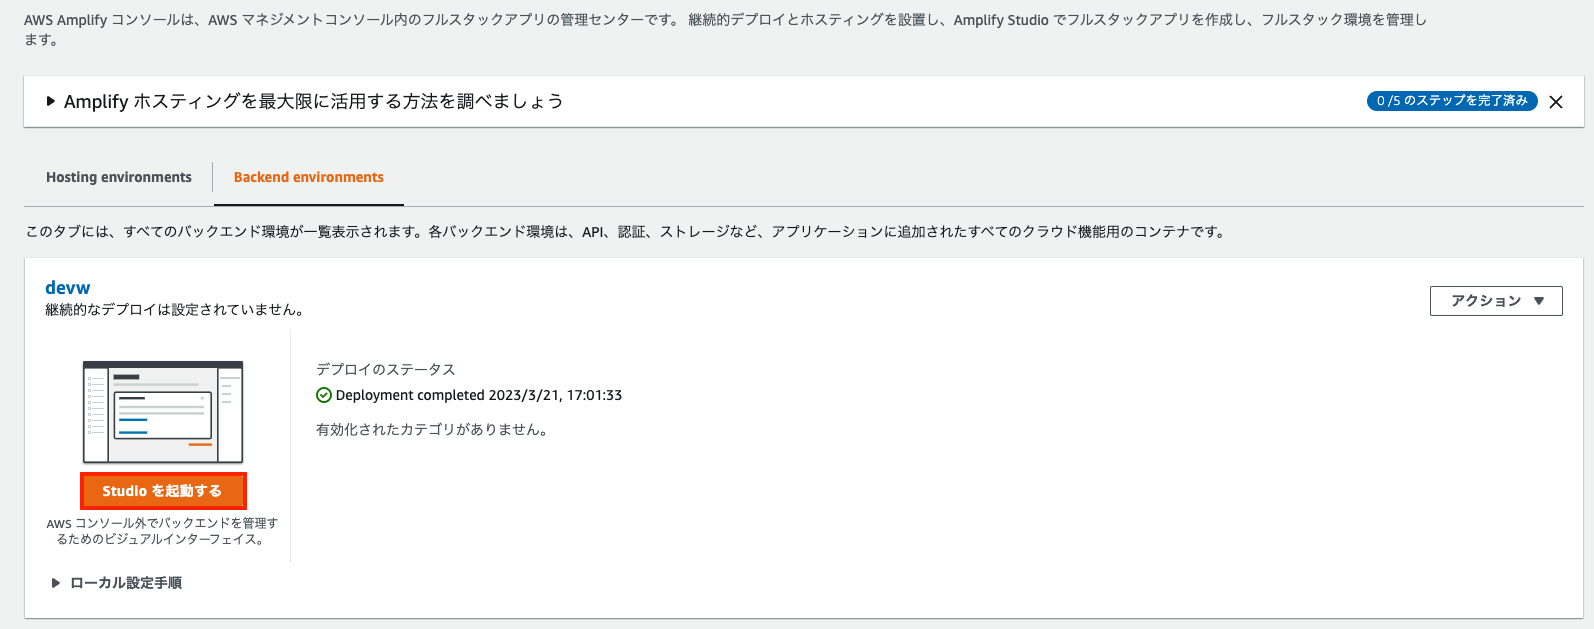 AWS Amplify コンソールは、AWS マネジメントコンソール内のフルスタックアプリの管理センターです。 継続的デプロイとホスティングを設置し、Amplify Studio でフルスタックアプリを作成し、フルスタック環境を管理し
ます。
Amplify ホスティングを最大限に活用する方法を調べましょう
0 /5 のステップを完了済み
Hosting environments
Backend environments
このタブには、すべてのバックエンド環境が一覧表示されます。各バックエンド環境は、API、認証、ストレージなど、アプリケーションに追加されたすべてのクラウド機能用のコンテナです。
devw
継続的なデプロイは設定されていません。
アクション
デプロイのステータス
Deployment completed 2023/3/21, 17:01:33
有効化されたカテゴリがありません。
Studio を起動する
AWS コンソール外でバックエンドを管理す
るためのビジュアルインターフェイス。
ローカル設定手順